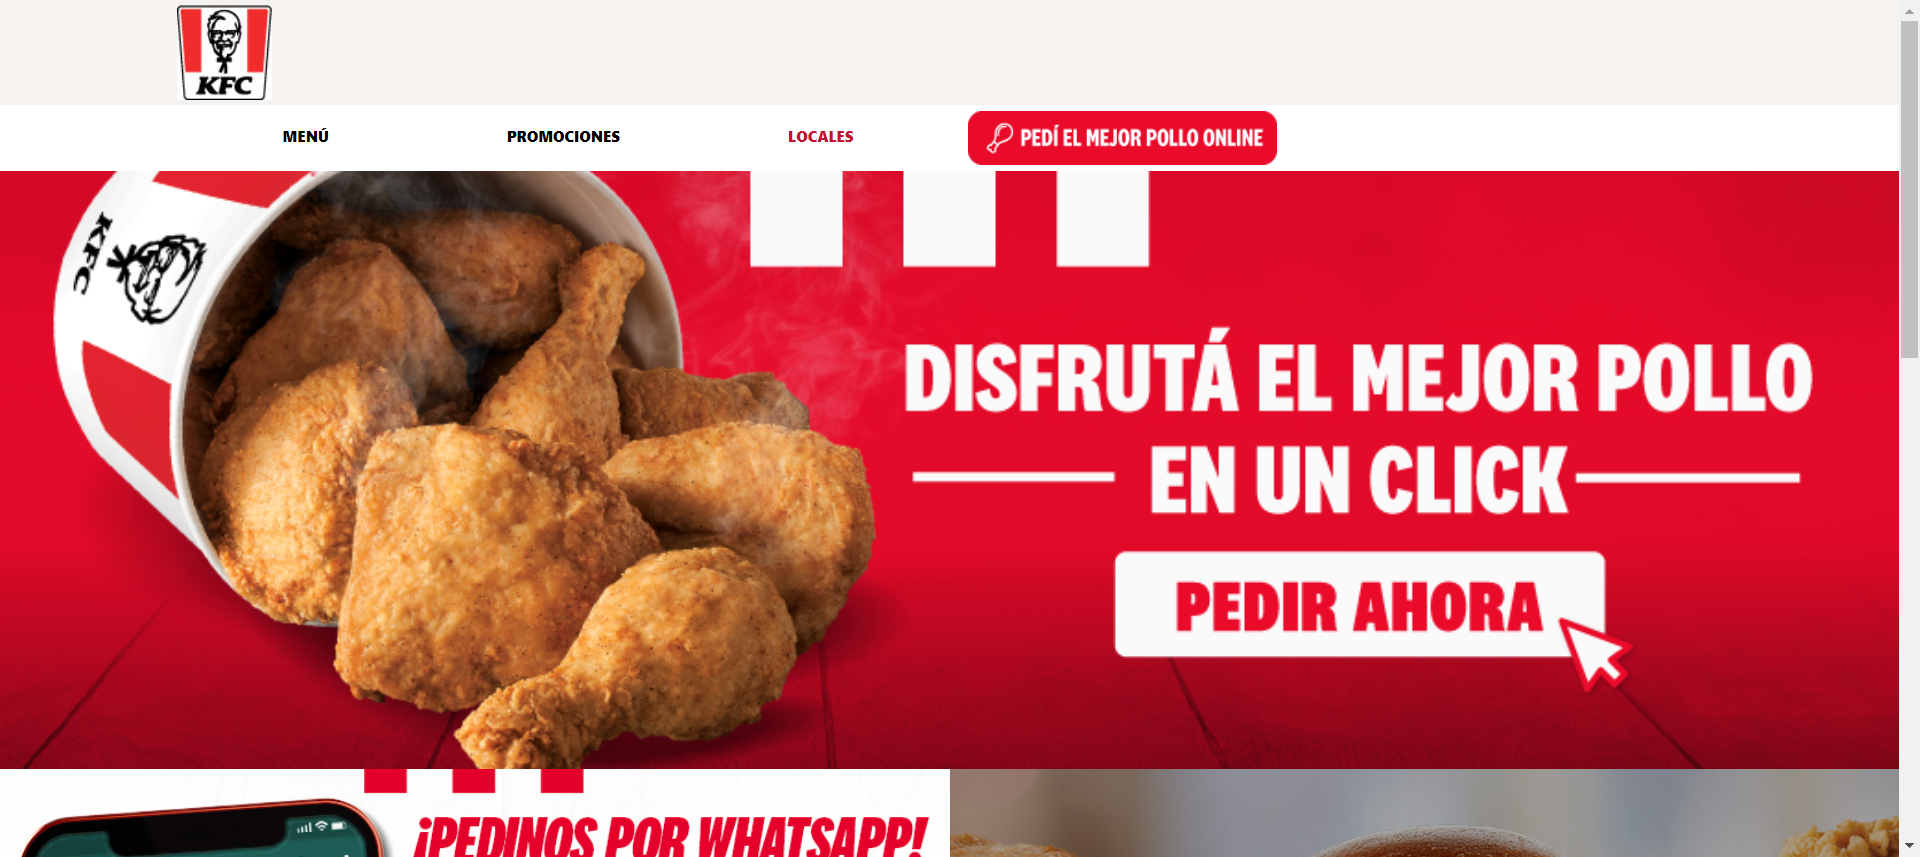 KFC
MENÚ
PROMOCIONES
LOCALES
PEDÍ EL MEJOR POLLO ONLINE
KFC
DISFRUTÁ EL MEJOR POLLO
EN UN CLICK
PEDIR AHORA
¡PEDINOS POR WHATSAPP!